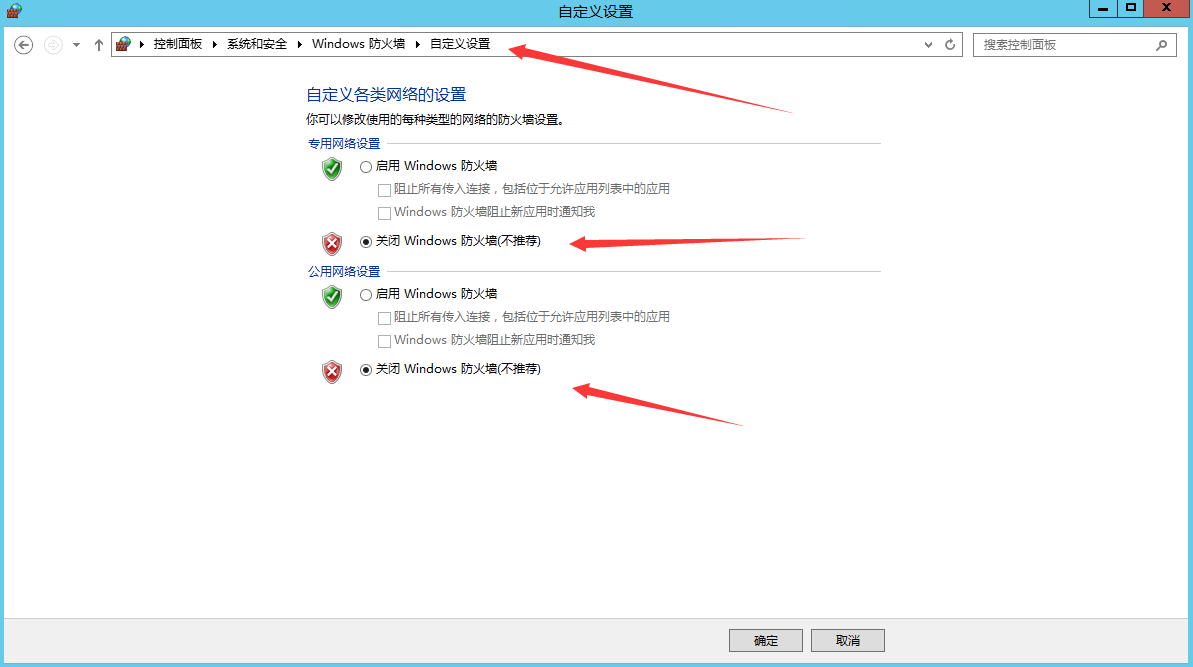 自定义设置
控制面板 系统和安全 Windows 防火墙 自定义设置
搜索控制面板
自定义各类网络的设置
你可以修改使用的每种类型的网络的防火墙设置。
专用网络设置
启用 Windows 防火墙
阻止所有传入连接，包括位于允许应用列表中的应用
Windows 防火墙阻止新应用时通知我
关闭 Windows 防火墙(不推荐)
公用网络设置
启用 Windows 防火墙
阻止所有传入连接，包括位于允许应用列表中的应用
Windows 防火墙阻止新应用时通知我
关闭 Windows 防火墙(不推荐)
确定
取消